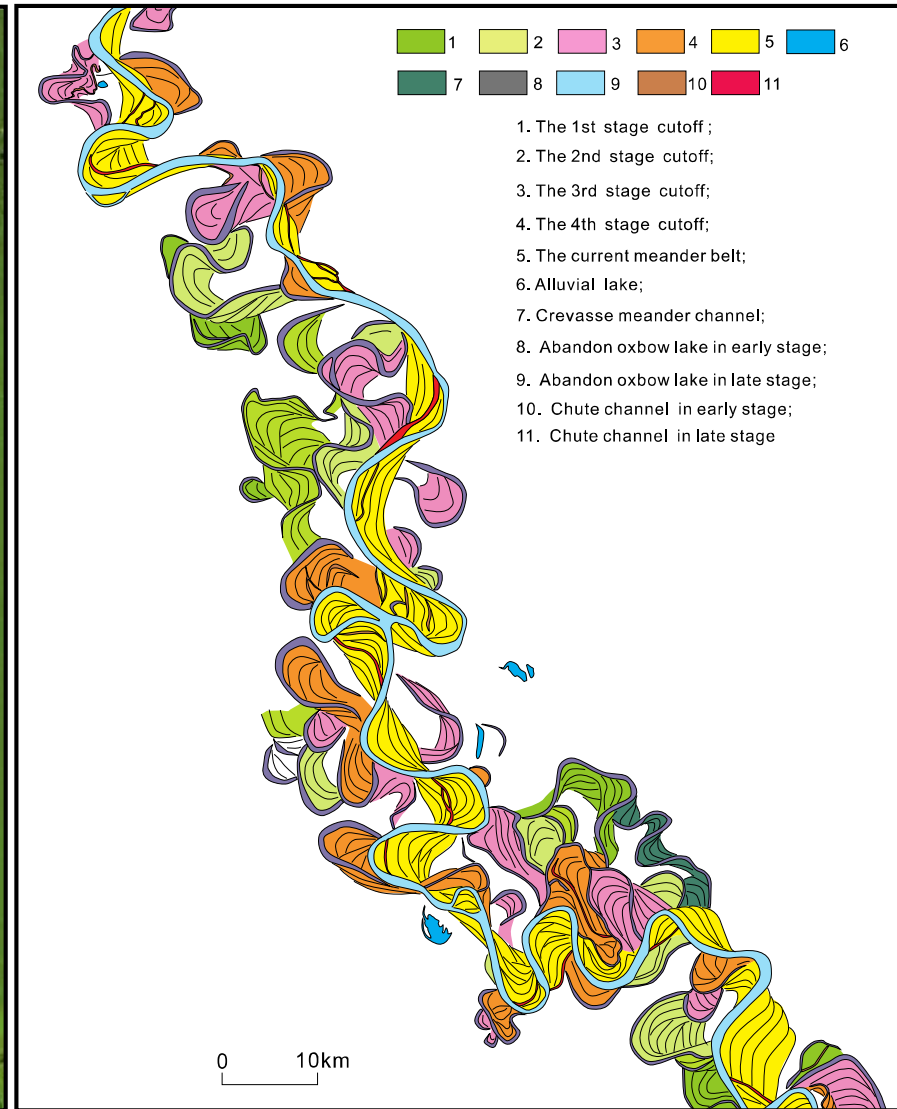 1 2 3 4 5 6
7 8 9 10 11
1. The 1st stage cutoff;
2. The 2nd stage cutoff;
3. The 3rd stage cutoff;
4. The 4th stage cutoff;
5. The current meander belt;
6. Alluvial lake;
7. Crevasse meander channel;
8. Abandon oxbow lake in early stage;
9. Abandon oxbow lake in late stage;
10. Chute channel in early stage;
11. Chute channel in late stage
0 10km